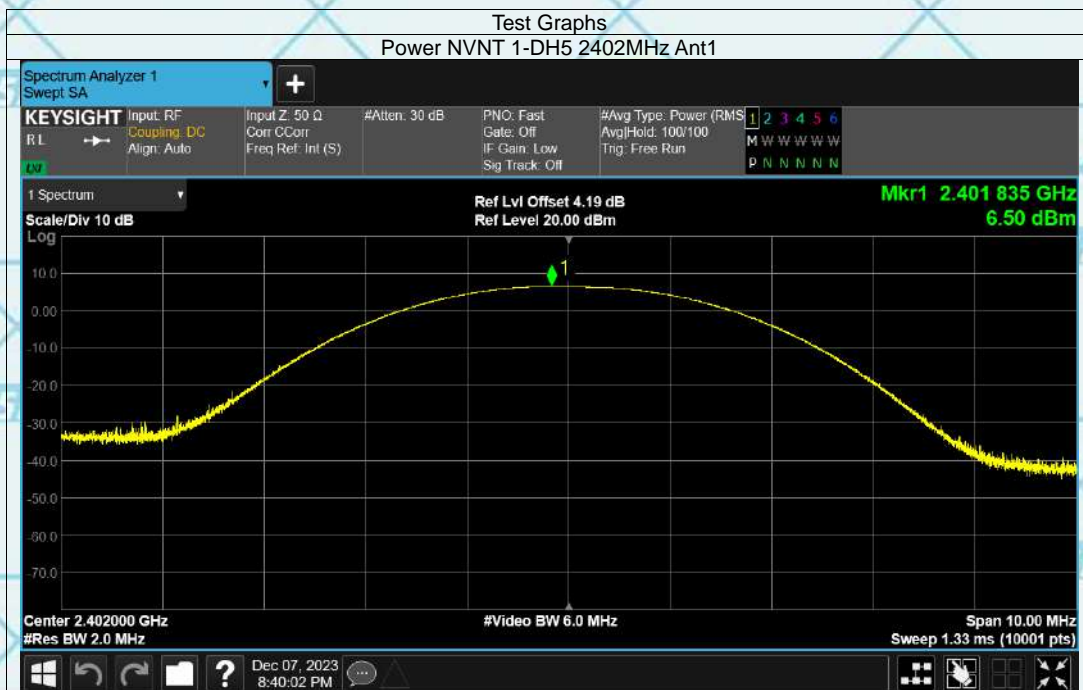 Test Graphs
Power NVNT 1-DH5 2402MHz Ant1
Spectrum Analyzer 1
Swept SA
+
KEYSIGHT
RL
Input: RF
Coupling: DC
Align: Auto
Input Z: 50 Ω
Corr CCorr
Freq Ref: Int (S)
#Atten: 30 dB
PNO: Fast
Gate: Off
IF Gain: Low
Sig Track: Off
#Avg Type: Power (RMS
Avg|Hold: 100/100
Trig: Free Run
1 2 3 4 5 6
M W W W W W
P N N N N N
1 Spectrum
Scale/Div 10 dB
Log
Ref Lvl Offset 4.19 dB
Ref Level 20.00 dBm
Mkr1 2.401 835 GHz
6.50 dBm
1
10.0
0.00
-10.0
-20.0
-30.0
-40.0
-50.0
-60.0
-70.0
Center 2.402000 GHz
#Res BW 2.0 MHz
#Video BW 6.0 MHz
Span 10.00 MHz
Sweep 1.33 ms (10001 pts)
?
Dec 07, 2023
8:40:02 PM